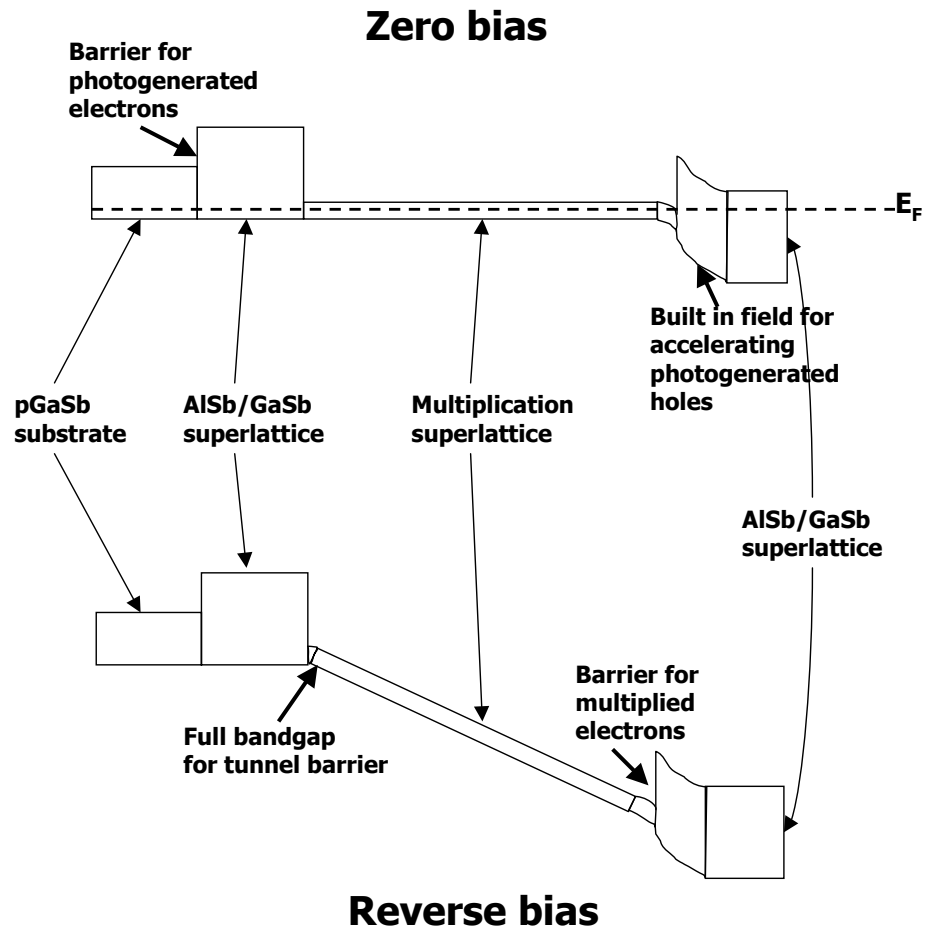 Zero bias
Barrier for
photogenerated
electrons
E_F
Built in field for
accelerating
photogenerated
holes
pGaSb
substrate
AlSb/GaSb
superlattice
Multiplication
superlattice
AlSb/GaSb
superlattice
Barrier for
multiplied
electrons
Full bandgap
for tunnel barrier
Reverse bias